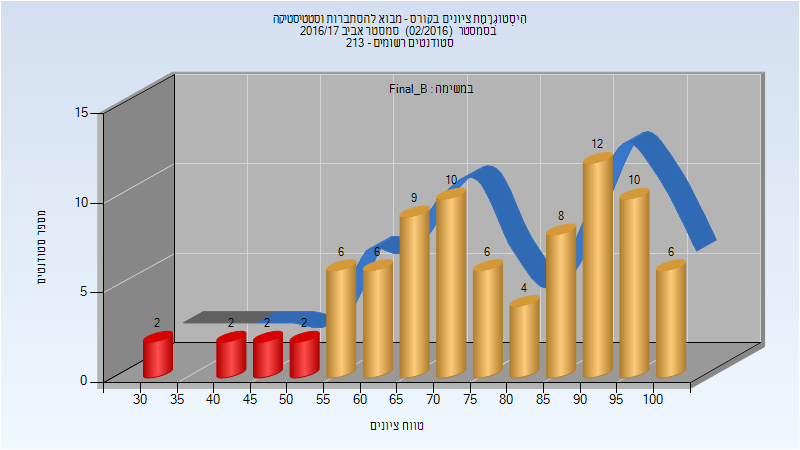 הִיסְטוֹגְרָמַת ציונים בקורס - מבוא להסתברות וסטטיסטיקה
בסמסטר (02/2016) סמסטר אביב 2016/17
סטודנטים רשומים - 213
במשימה : Final_B
מספר סטודנטים
15
10
5
0
2 2 2 2 6 6 9 10 6 4 8 12 10 6
30 35 40 45 50 55 60 65 70 75 80 85 90 95 100
טווח ציונים